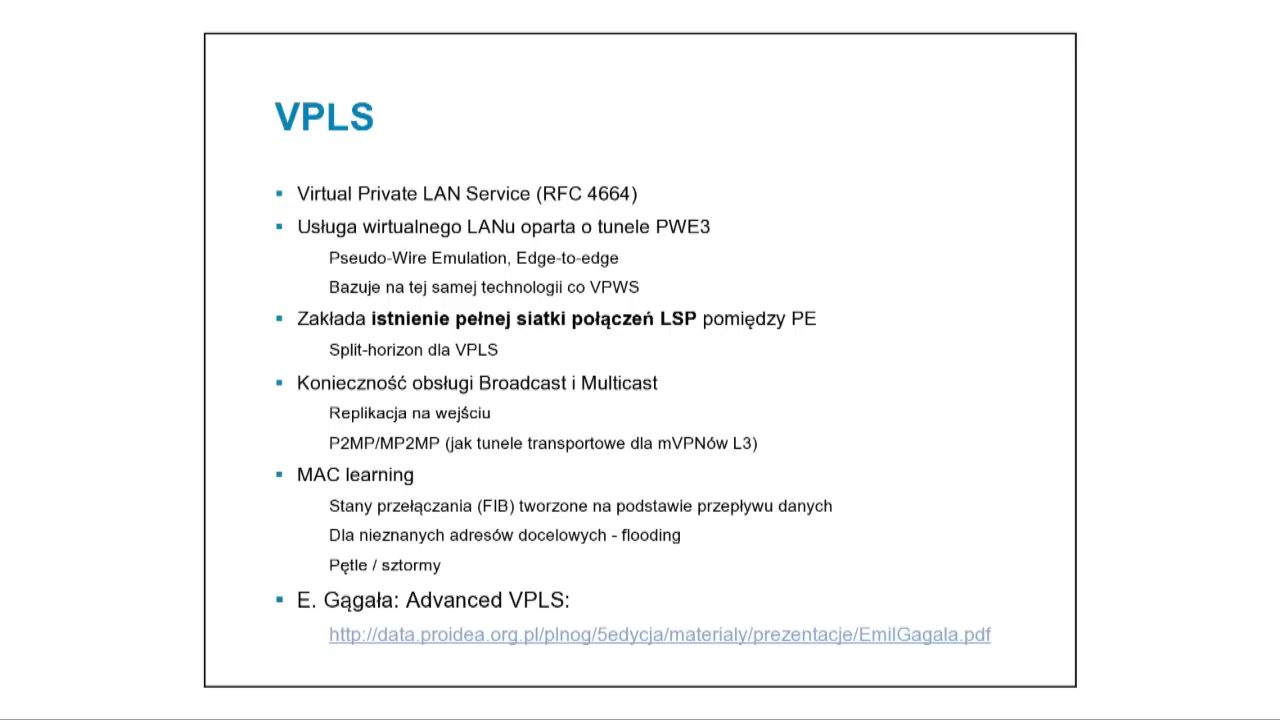 VPLS
Virtual Private LAN Service (RFC 4664)
Usługa wirtualnego LANu oparta o tunele PWE3
Pseudo-Wire Emulation, Edge-to-edge
Bazuje na tej samej technologii co VPWS
Zakłada istnienie pełnej siatki połączeń LSP pomiędzy PE
Split-horizon dla VPLS
Konieczność obsługi Broadcast i Multicast
Replikacja na wejściu
P2MP/MP2MP (jak tunele transportowe dla mVPNów L3)
MAC learning
Stany przełączania (FIB) tworzone na podstawie przepływu danych
Dla nieznanych adresów docelowych - flooding
Pętle / sztormy
E. Gągała: Advanced VPLS:
http://data.proidea.org.pl/plnog/5edycja/materialy/prezentacje/EmilGagala.pdf